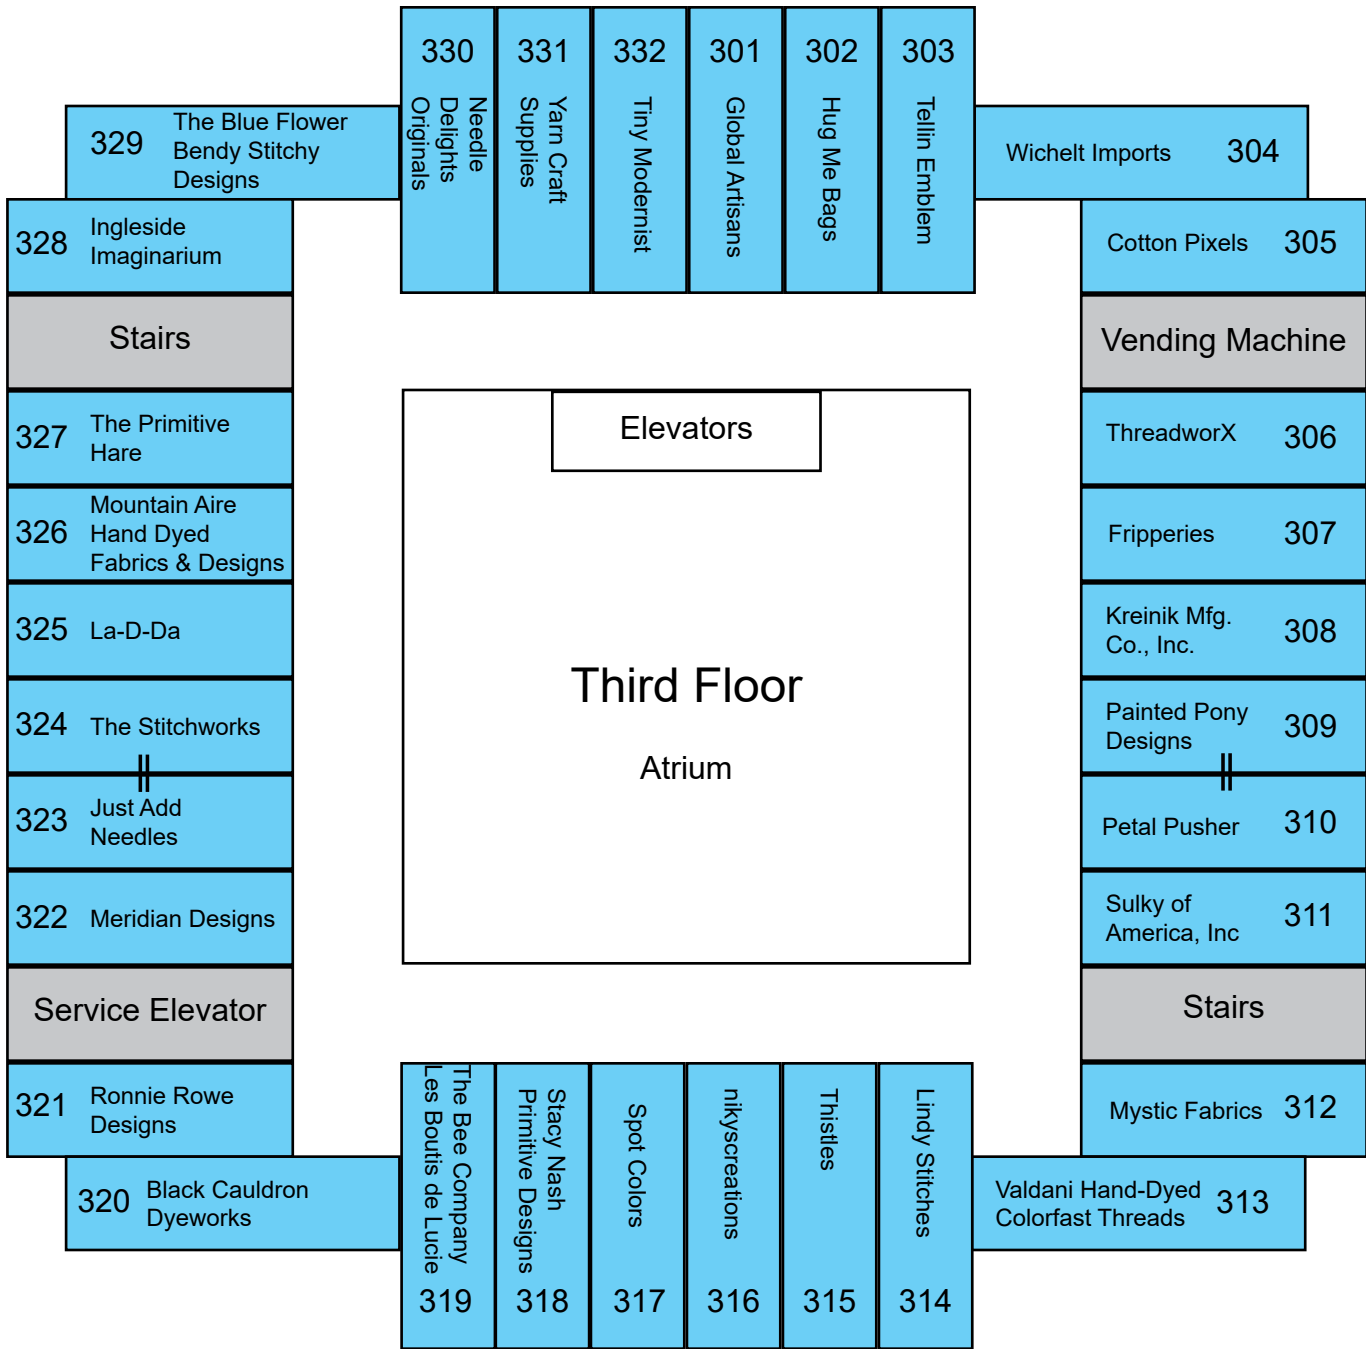 330
Needle
Delights
Originals
331
Yarn Craft
Supplies
332
Tiny Modernist
301
Global Artisans
302
Hug Me Bags
303
Tellin Emblem
329
The Blue Flower
Bendy Stitchy
Designs
Wichelt Imports 304
328
Ingleside
Imaginarium
Cotton Pixels 305
Stairs
Vending Machine
327
The Primitive
Hare
ThreadworX 306
326
Mountain Aire
Hand Dyed
Fabrics & Designs
Fripperies 307
325 La-D-Da
Kreinik Mfg.
Co., Inc.
308
324 The Stitchworks
Painted Pony
Designs
309
323
Just Add
Needles
Petal Pusher 310
322 Meridian Designs
Sulky of
America, Inc
311
Service Elevator
Stairs
321
Ronnie Rowe
Designs
Mystic Fabrics 312
320
Black Cauldron
Dyeworks
Valdani Hand-Dyed
Colorfast Threads
313
The Bee Company
Les Boutis de Lucie
319
Stacy Nash
Primitive Designs
318
Spot Colors
317
nikyscreations
316
Thistles
315
Lindy Stitches
314
Elevators
Third Floor
Atrium